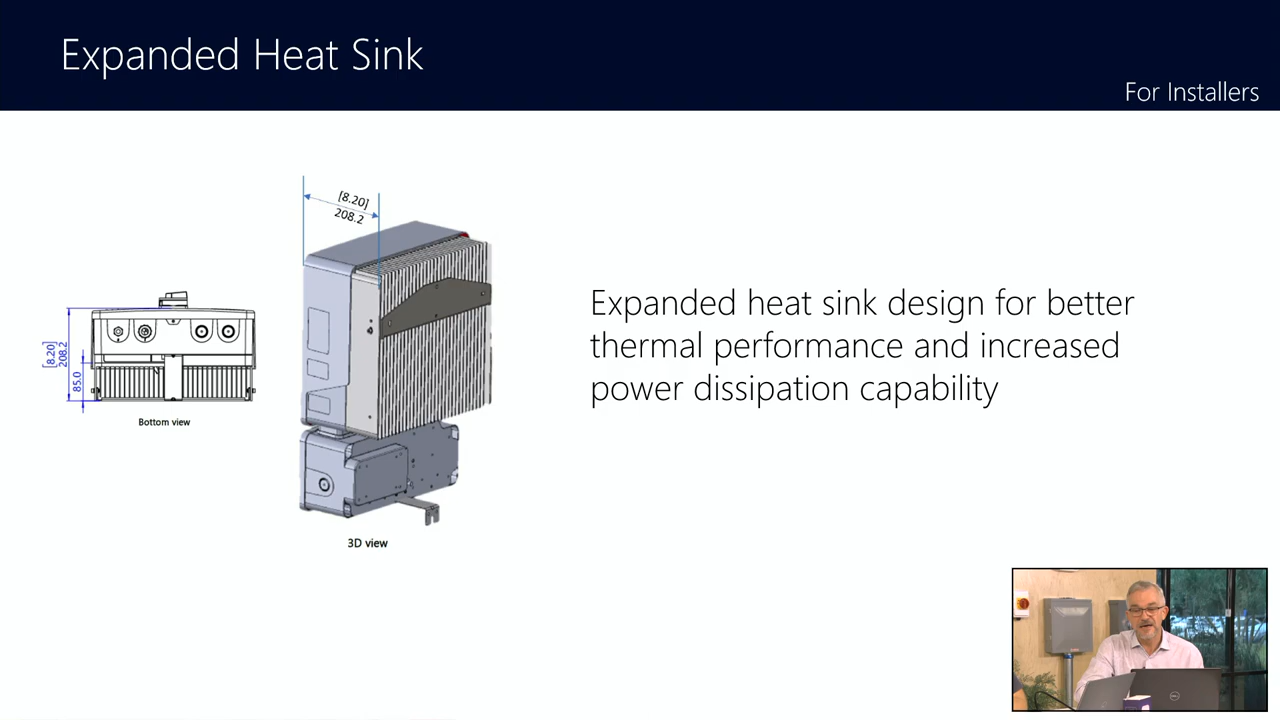 Expanded Heat Sink
For Installers
[8.20]
208.2
[8.20]
208.2
85.0
Bottom view
3D view
Expanded heat sink design for better
thermal performance and increased
power dissipation capability
DELL